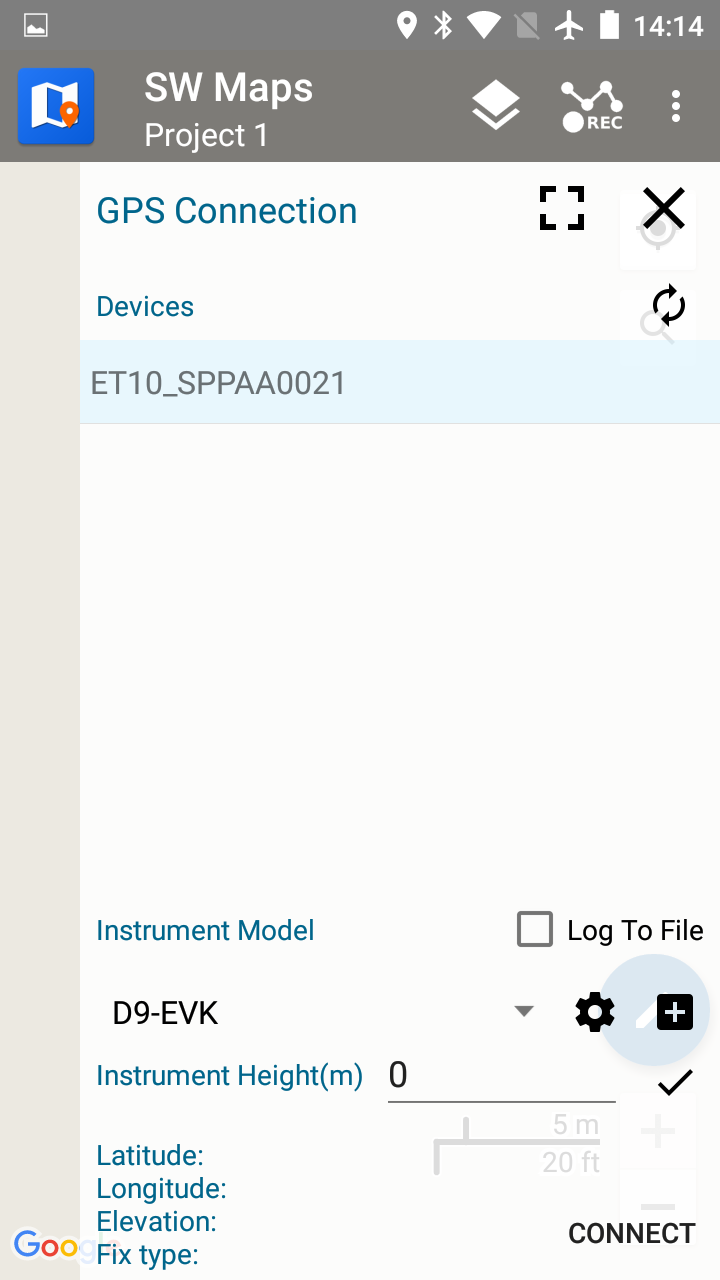 14:14
SW Maps
Project 1
REC
GPS Connection
Devices
ET10_SPPAA0021
Instrument Model
Log To File
D9-EVK
Instrument Height(m) 0
5 m
20 ft
Latitude:
Longitude:
Elevation:
Fix type:
CONNECT
Google